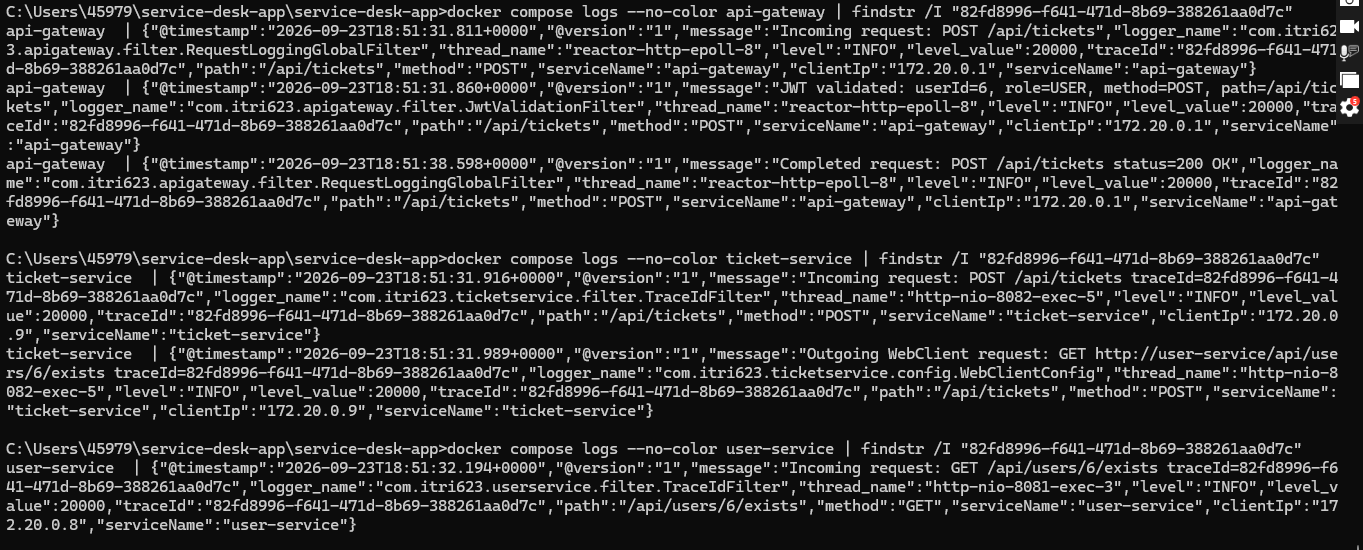 C:\Users\45979\service-desk-app\service-desk-app>docker compose logs --no-color api-gateway | findstr /I "82fd8996-f641-471d-8b69-388261aa0d7c"
api-gateway  | {"@timestamp":"2026-09-23T18:51:31.811+0000","@version":"1","message":"Incoming request: POST /api/tickets","logger_name":"com.itri62
3.apigateway.filter.RequestLoggingGlobalFilter","thread_name":"reactor-http-epoll-8","level":"INFO","level_value":20000,"traceId":"82fd8996-f641-471
d-8b69-388261aa0d7c","path":"/api/tickets","method":"POST","serviceName":"api-gateway","clientIp":"172.20.0.1","serviceName":"api-gateway"}
api-gateway  | {"@timestamp":"2026-09-23T18:51:31.860+0000","@version":"1","message":"JWT validated: userId=6, role=USER, method=POST, path=/api/tic
kets","logger_name":"com.itri623.apigateway.filter.JwtValidationFilter","thread_name":"reactor-http-epoll-8","level":"INFO","level_value":20000,"tra
ceId":"82fd8996-f641-471d-8b69-388261aa0d7c","path":"/api/tickets","method":"POST","serviceName":"api-gateway","clientIp":"172.20.0.1","serviceName"
:"api-gateway"}
api-gateway  | {"@timestamp":"2026-09-23T18:51:38.598+0000","@version":"1","message":"Completed request: POST /api/tickets status=200 OK","logger_na
me":"com.itri623.apigateway.filter.RequestLoggingGlobalFilter","thread_name":"reactor-http-epoll-8","level":"INFO","level_value":20000,"traceId":"82
fd8996-f641-471d-8b69-388261aa0d7c","path":"/api/tickets","method":"POST","serviceName":"api-gateway","clientIp":"172.20.0.1","serviceName":"api-gat
eway"}
C:\Users\45979\service-desk-app\service-desk-app>docker compose logs --no-color ticket-service | findstr /I "82fd8996-f641-471d-8b69-388261aa0d7c"
ticket-service  | {"@timestamp":"2026-09-23T18:51:31.916+0000","@version":"1","message":"Incoming request: POST /api/tickets traceId=82fd8996-f641-4
71d-8b69-388261aa0d7c","logger_name":"com.itri623.ticketservice.filter.TraceIdFilter","thread_name":"http-nio-8082-exec-5","level":"INFO","level_val
ue":20000,"traceId":"82fd8996-f641-471d-8b69-388261aa0d7c","path":"/api/tickets","method":"POST","serviceName":"ticket-service","clientIp":"172.20.0
.9","serviceName":"ticket-service"}
ticket-service  | {"@timestamp":"2026-09-23T18:51:31.989+0000","@version":"1","message":"Outgoing WebClient request: GET http://user-service/api/use
rs/6/exists traceId=82fd8996-f641-471d-8b69-388261aa0d7c","logger_name":"com.itri623.ticketservice.config.WebClientConfig","thread_name":"http-nio-8
082-exec-5","level":"INFO","level_value":20000,"traceId":"82fd8996-f641-471d-8b69-388261aa0d7c","path":"/api/tickets","method":"POST","serviceName":
"ticket-service","clientIp":"172.20.0.9","serviceName":"ticket-service"}
C:\Users\45979\service-desk-app\service-desk-app>docker compose logs --no-color user-service | findstr /I "82fd8996-f641-471d-8b69-388261aa0d7c"
user-service  | {"@timestamp":"2026-09-23T18:51:32.194+0000","@version":"1","message":"Incoming request: GET /api/users/6/exists traceId=82fd8996-f6
41-471d-8b69-388261aa0d7c","logger_name":"com.itri623.userservice.filter.TraceIdFilter","thread_name":"http-nio-8081-exec-3","level":"INFO","level_v
alue":20000,"traceId":"82fd8996-f641-471d-8b69-388261aa0d7c","path":"/api/users/6/exists","method":"GET","serviceName":"user-service","clientIp":"17
2.20.0.8","serviceName":"user-service"}
5